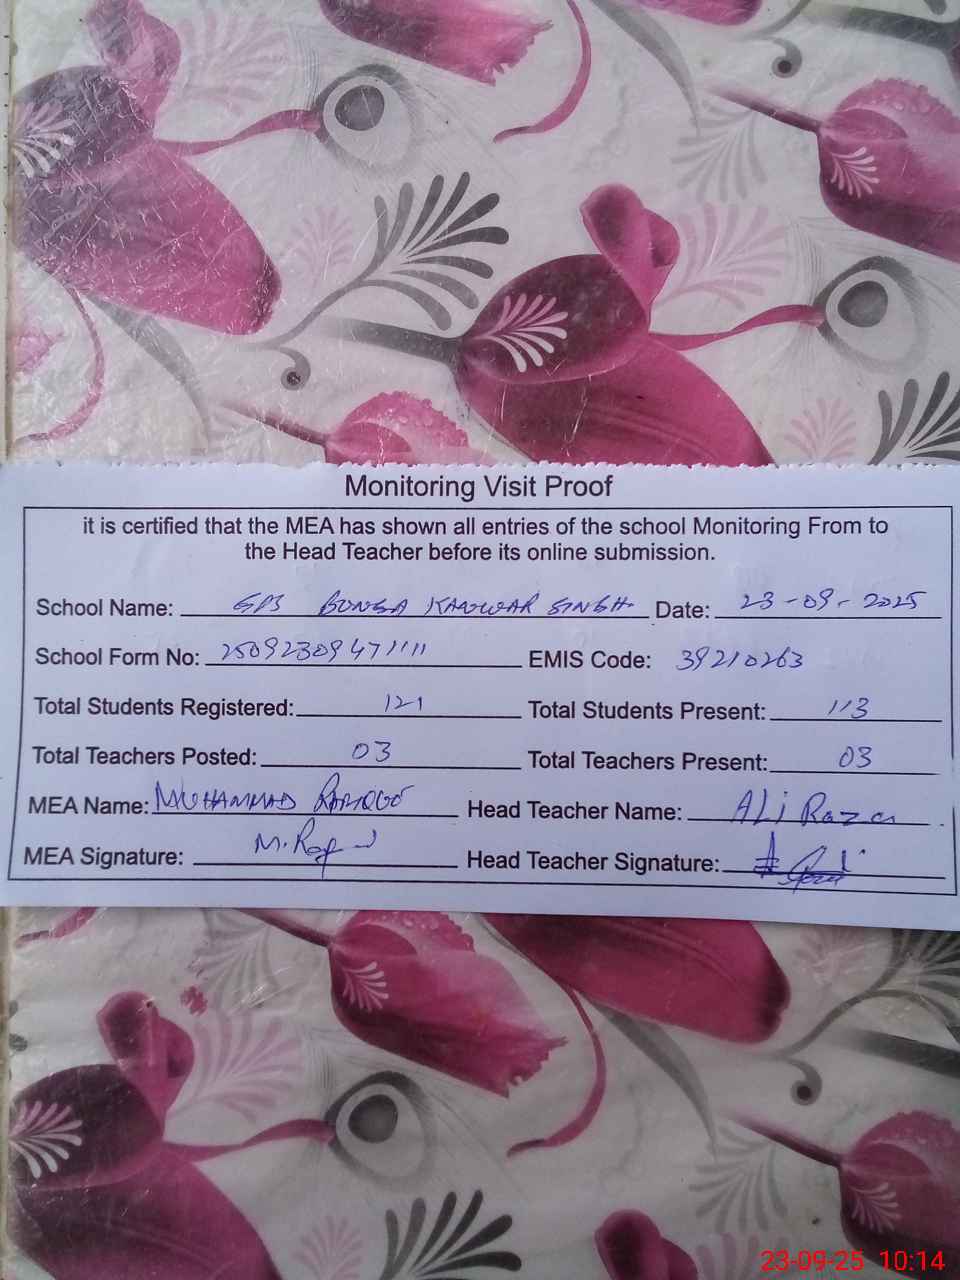 Monitoring Visit Proof
it is certified that the MEA has shown all entries of the school Monitoring From to
the Head Teacher before its online submission.
School Name: GPS BUNGA KANWAR SINGH Date: 23-09-2025
School Form No: 25092309471111 EMIS Code: 39210263
Total Students Registered: 121 Total Students Present: 113
Total Teachers Posted: 03 Total Teachers Present: 03
MEA Name: MUHAMMAD Head Teacher Name: ALi Raza
MEA Signature: Head Teacher Signature:
23-09-25 10:14